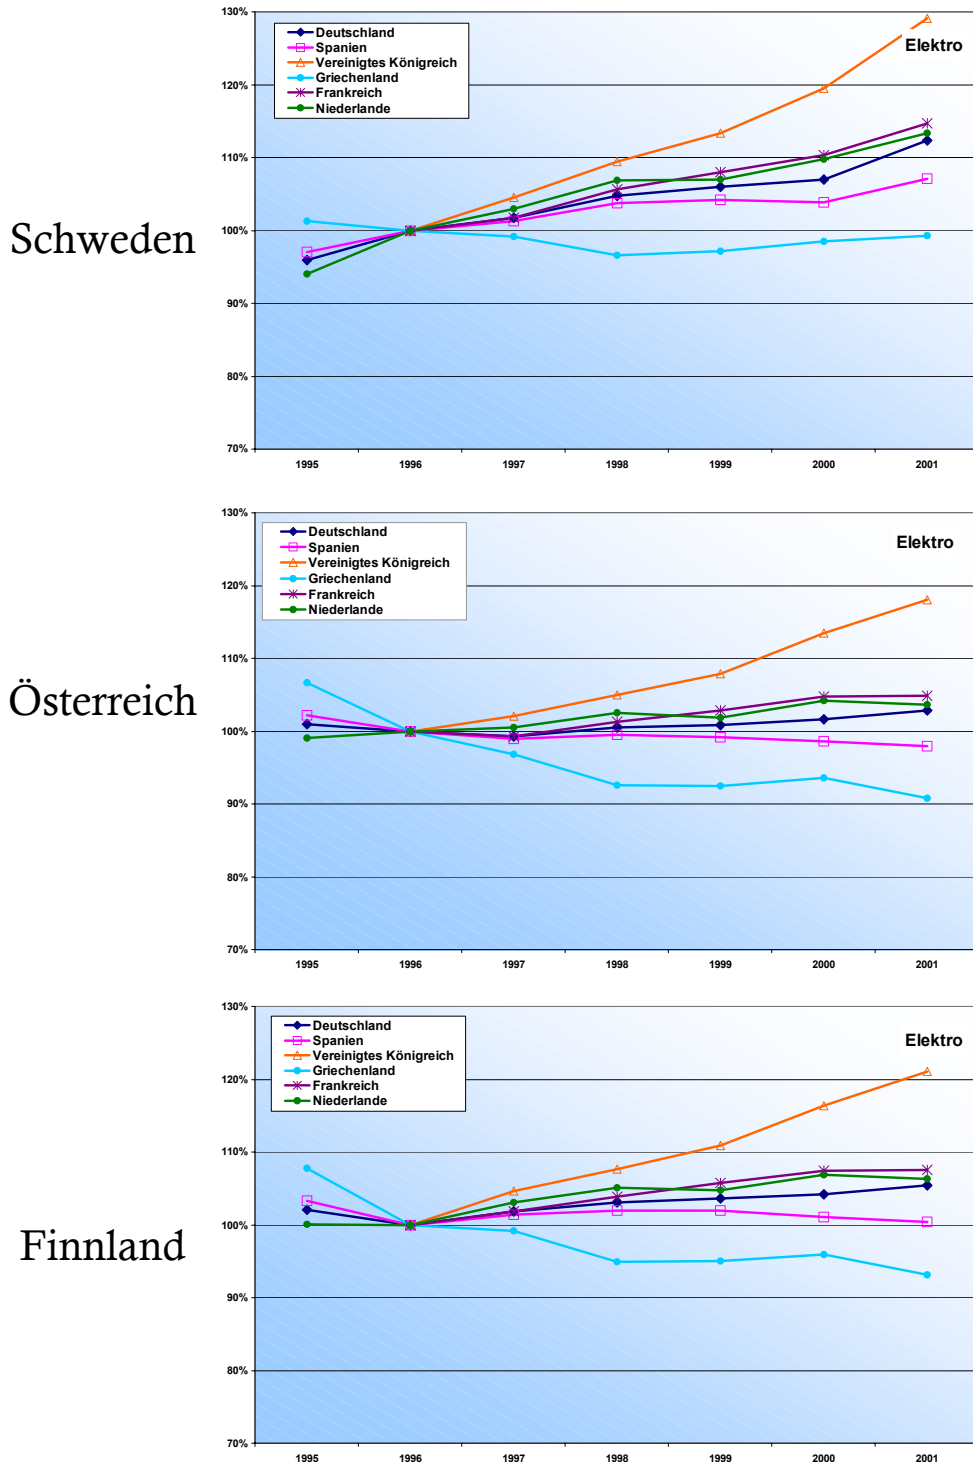 Schweden
130%
120%
110%
100%
90%
80%
70%
Deutschland
Spanien
Vereinigtes Königreich
Griechenland
Frankreich
Niederlande
Elektro
1995 1996 1997 1998 1999 2000 2001
Österreich
130%
120%
110%
100%
90%
80%
70%
Deutschland
Spanien
Vereinigtes Königreich
Griechenland
Frankreich
Niederlande
Elektro
1995 1996 1997 1998 1999 2000 2001
Finnland
130%
120%
110%
100%
90%
80%
70%
Deutschland
Spanien
Vereinigtes Königreich
Griechenland
Frankreich
Niederlande
Elektro
1995 1996 1997 1998 1999 2000 2001